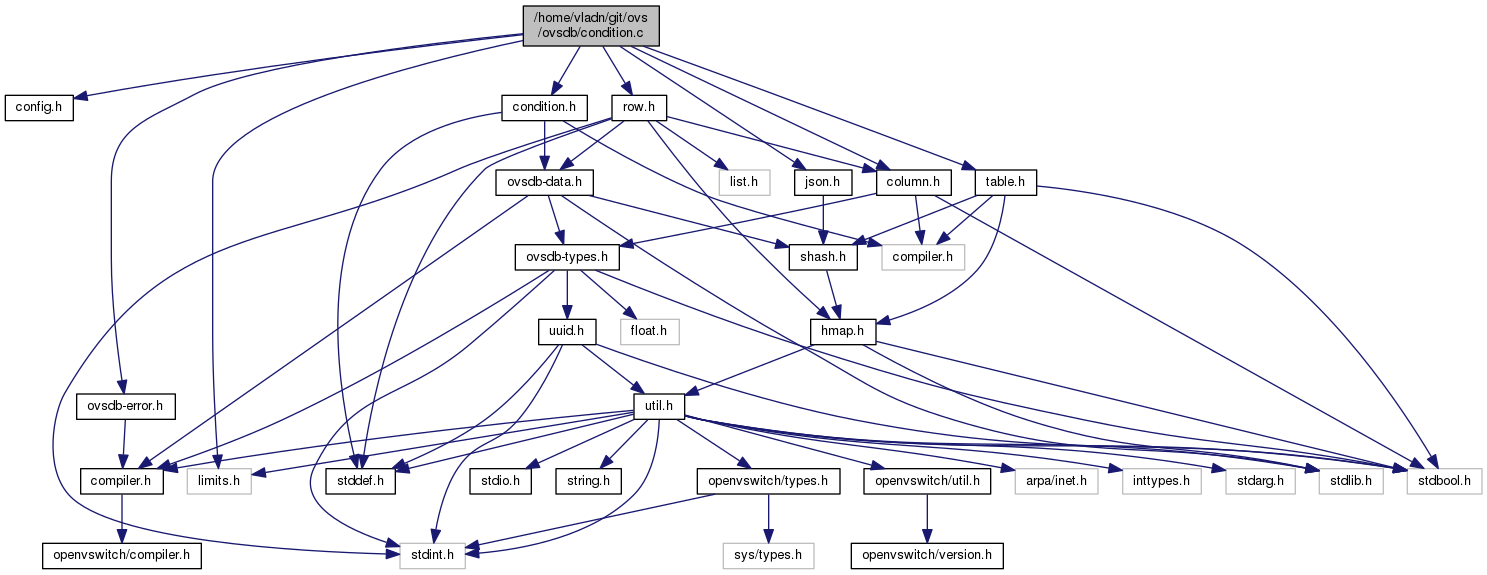 /home/vladn/git/ovs
/ovsdb/condition.c
config.h
condition.h
row.h
ovsdb-data.h
list.h
json.h
column.h
table.h
ovsdb-types.h
shash.h
compiler.h
uuid.h
float.h
hmap.h
ovsdb-error.h
util.h
compiler.h
limits.h
stddef.h
stdio.h
string.h
openvswitch/types.h
openvswitch/util.h
arpa/inet.h
inttypes.h
stdarg.h
stdlib.h
stdbool.h
openvswitch/compiler.h
stdint.h
sys/types.h
openvswitch/version.h